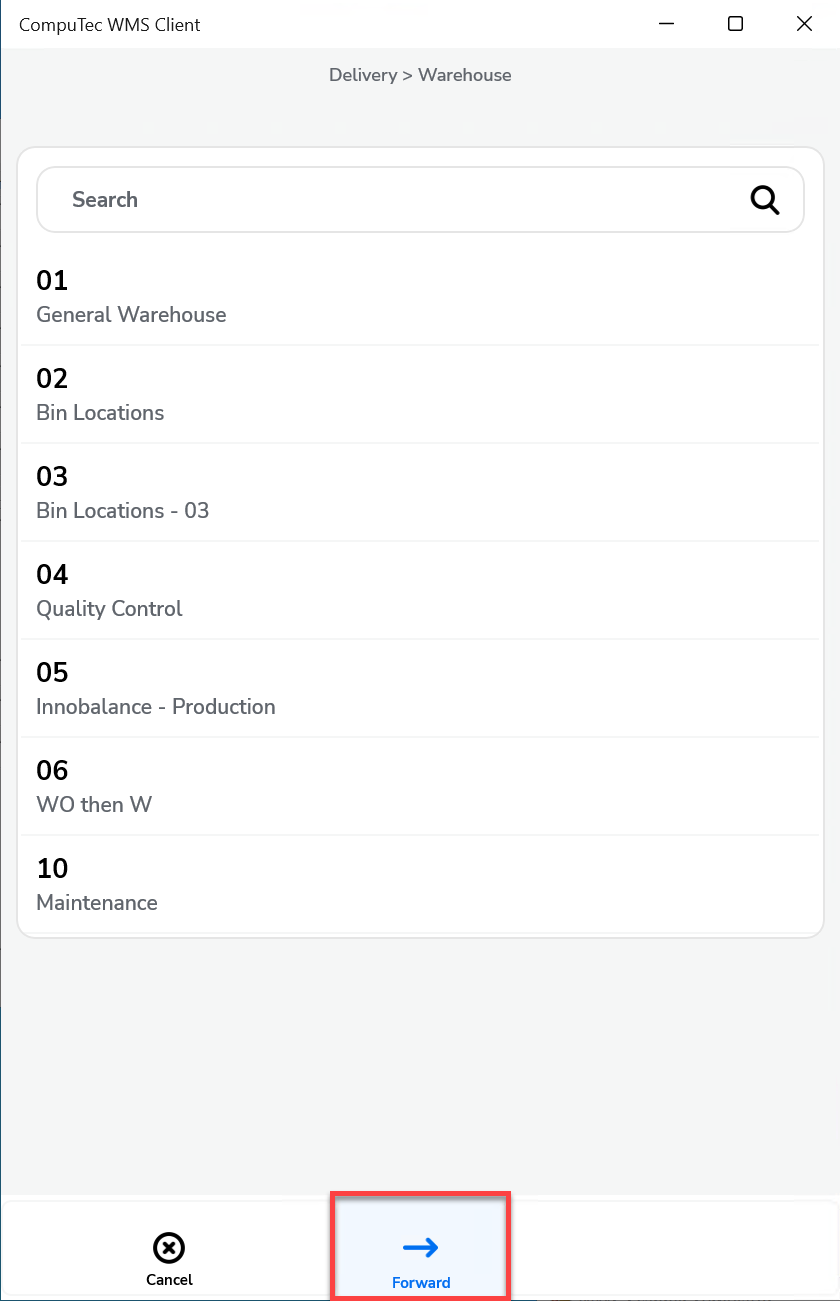 CompuTec WMS Client
Delivery > Warehouse
Search
01
General Warehouse
02
Bin Locations
03
Bin Locations - 03
04
Quality Control
05
Innobalance - Production
06
WO then W
10
Maintenance
Cancel
Forward